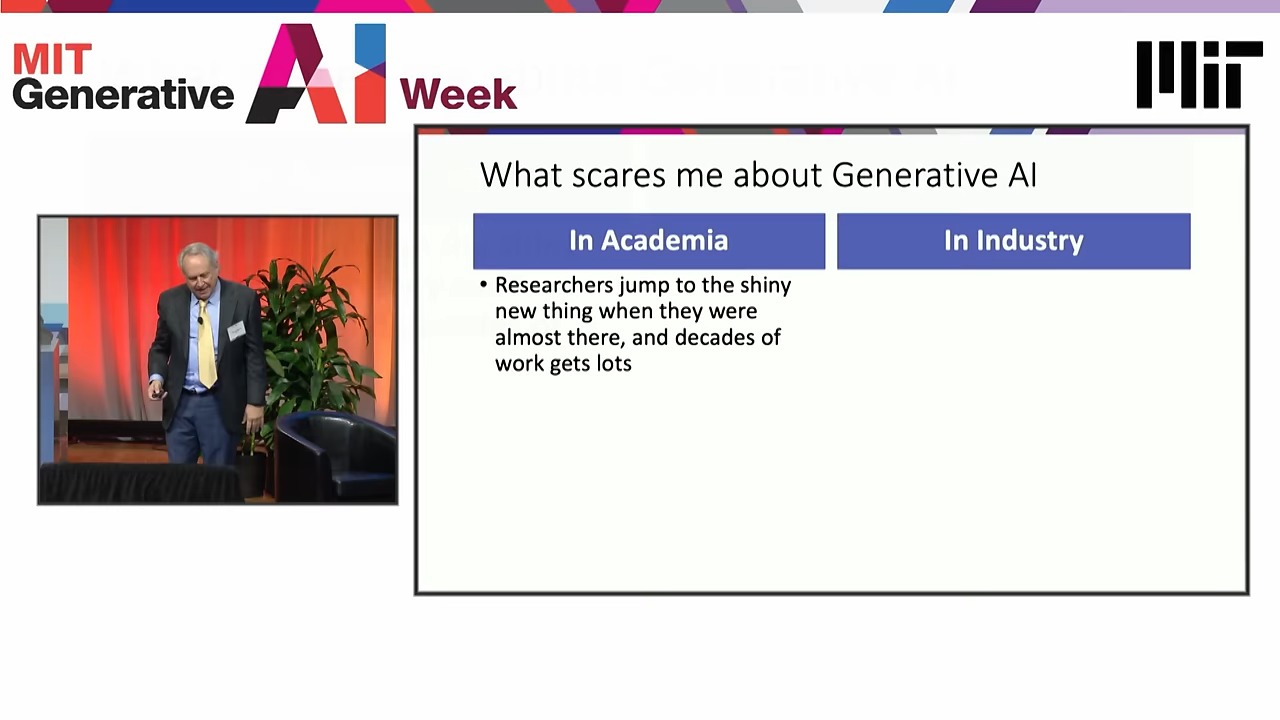 MIT
Generative AI Week
MIT
What scares me about Generative AI
In Academia
In Industry
• Researchers jump to the shiny
new thing when they were
almost there, and decades of
work gets lots